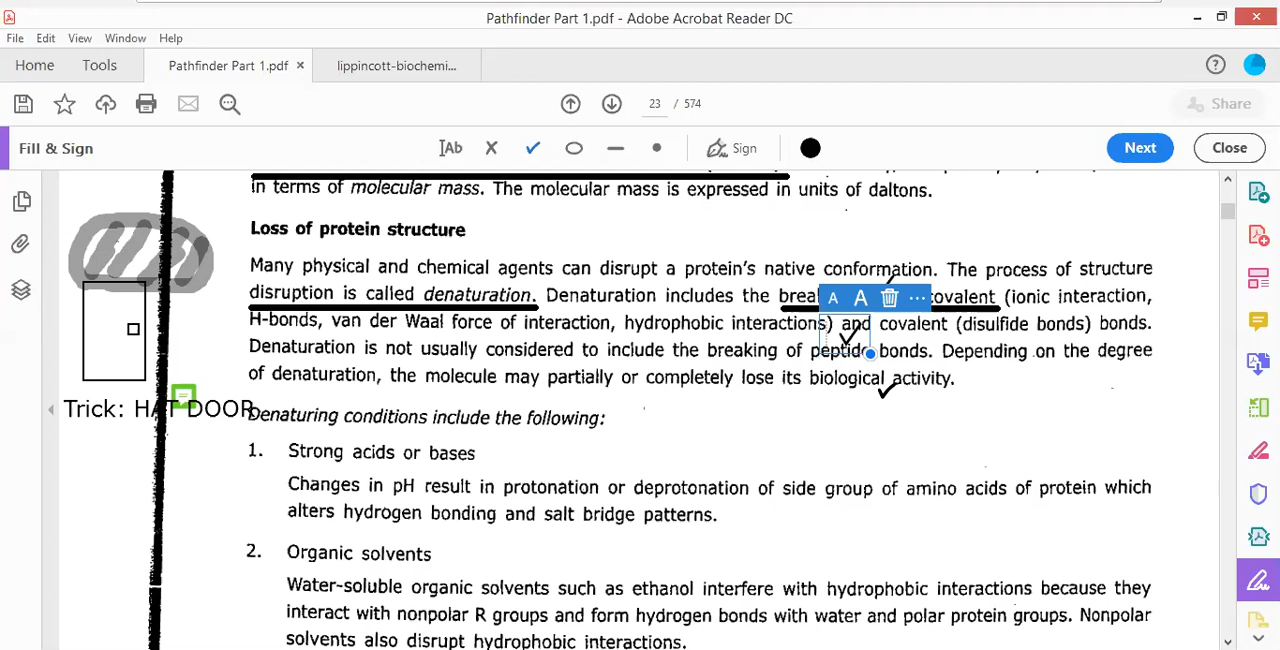 Pathfinder Part 1.pdf - Adobe Acrobat Reader DC
File Edit View Window Help
Home Tools Pathfinder Part 1.pdf × lippincott-biochemi...
23 / 574
Share
Fill & Sign
Ab Sign Next Close
in terms of molecular mass. The molecular mass is expressed in units of daltons.
Loss of protein structure
Many physical and chemical agents can disrupt a protein's native conformation. The process of structure
disruption is called denaturation. Denaturation includes the covalent (ionic interaction,
A A ...
H-bonds, van der Waal force of interaction, hydrophobic interactions) and covalent (disulfide bonds) bonds.
Denaturation is not usually considered to include the breaking of peptide bonds. Depending on the degree
of denaturation, the molecule may partially or completely lose its biological activity.
Trick: HAT DOOR
Denaturing conditions include the following:
1. Strong acids or bases
Changes in pH result in protonation or deprotonation of side group of amino acids of protein which
alters hydrogen bonding and salt bridge patterns.
2. Organic solvents
Water-soluble organic solvents such as ethanol interfere with hydrophobic interactions because they
interact with nonpolar R groups and form hydrogen bonds with water and polar protein groups. Nonpolar
solvents also disrupt hydrophobic interactions.